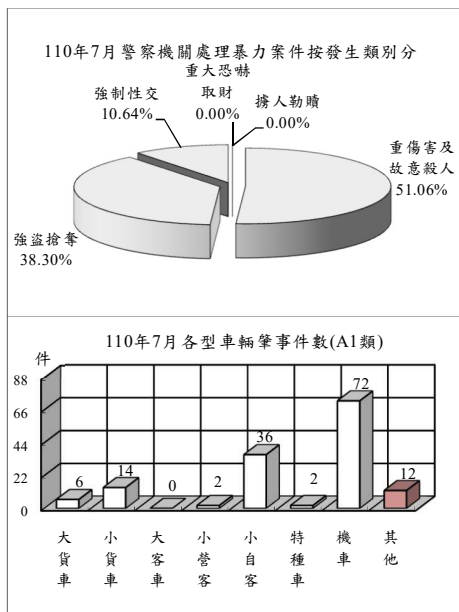 110年7月警察機關處理暴力案件按發生類別分
重大恐嚇
取財
0.00%
擄人勒贖
0.00%
強制性交
10.64%
重傷害及
故意殺人
51.06%
強盜搶奪
38.30%
110年7月各型車輛肇事件數(A1類)
件
88
66
44
22
0
6
14
0
2
36
2
72
12
大貨車
小貨車
大客車
小營客
小自客
特種車
機車
其他